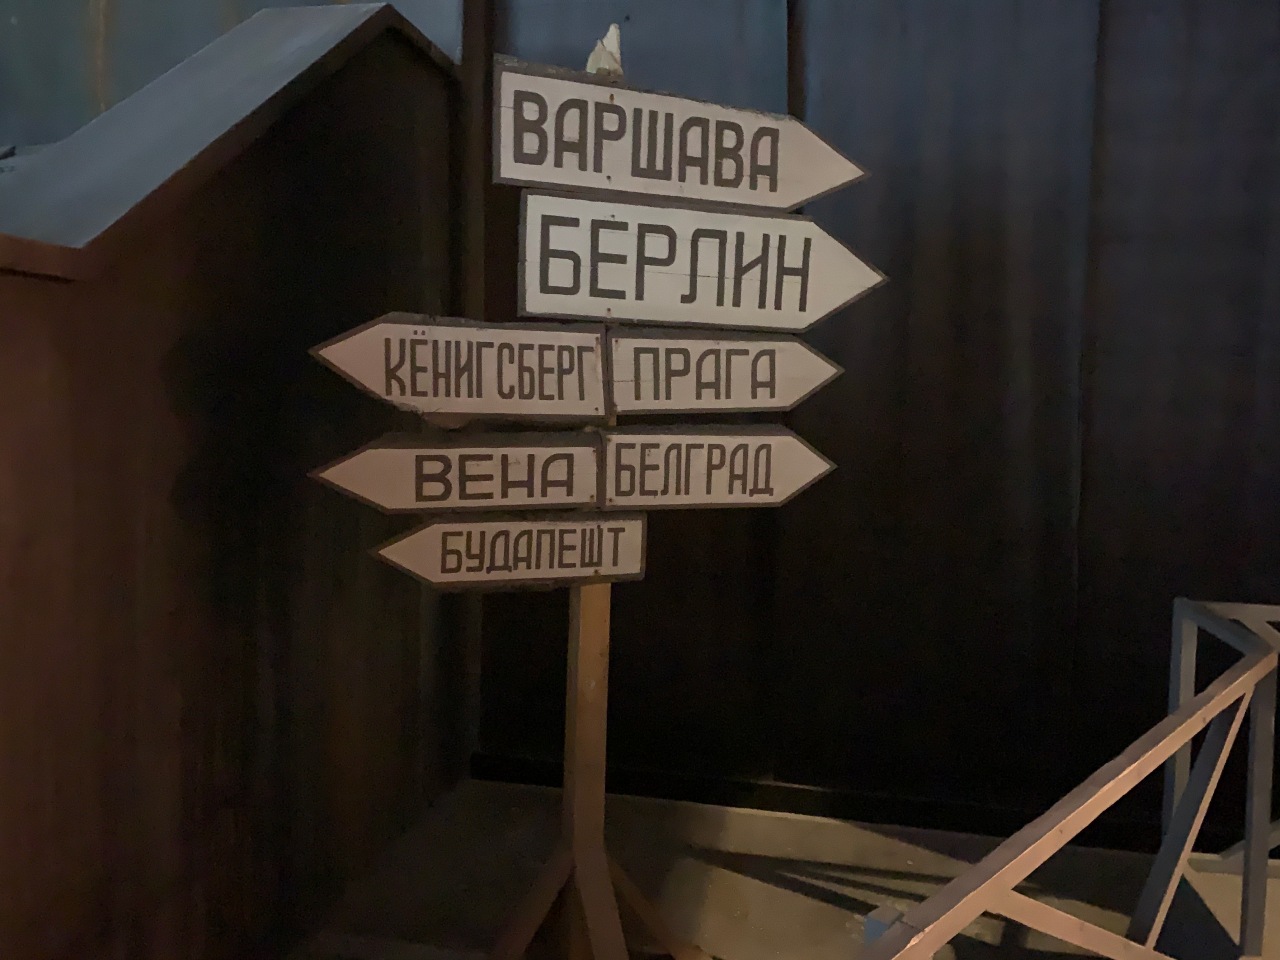 ВАРШАВА
БЕРЛИН
КЁНИГСБЕРГ
ПРАГА
ВЕНА
БЕЛГРАД
БУДАПЕШТ